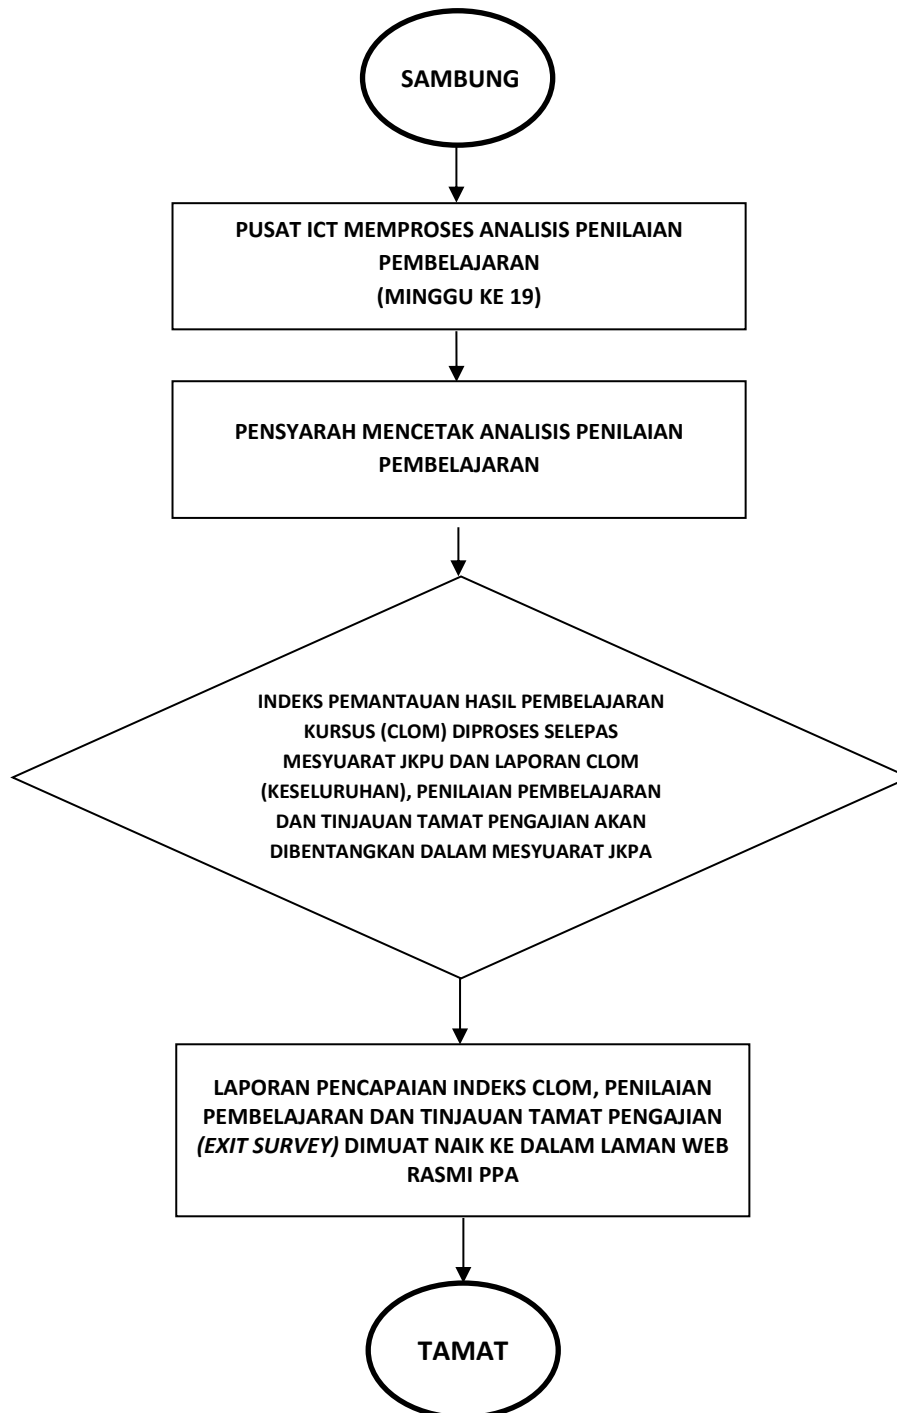 SAMBUNG
PUSAT ICT MEMPROSES ANALISIS PENILAIAN
PEMBELAJARAN
(MINGGU KE 19)
PENSYARAH MENCETAK ANALISIS PENILAIAN
PEMBELAJARAN
INDEKS PEMANTAUAN HASIL PEMBELAJARAN
KURSUS (CLOM) DIPROSES SELEPAS
MESYUARAT JKPU DAN LAPORAN CLOM
(KESELURUHAN), PENILAIAN PEMBELAJARAN
DAN TINJAUAN TAMAT PENGAJIAN AKAN
DIBENTANGKAN DALAM MESYUARAT JKPA
LAPORAN PENCAPAIAN INDEKS CLOM, PENILAIAN
PEMBELAJARAN DAN TINJAUAN TAMAT PENGAJIAN
(EXIT SURVEY) DIMUAT NAIK KE DALAM LAMAN WEB
RASMI PPA
TAMAT